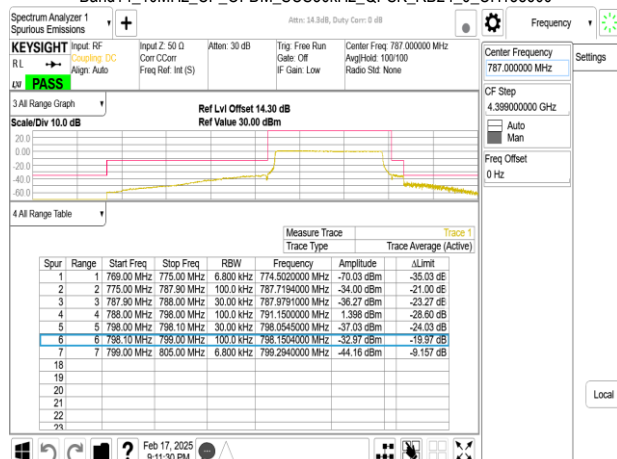 Spectrum Analyzer 1
Spurious Emissions
Attn: 14.3dB, Duty Corr: 0 dB
Frequency
KEYSIGHT
RL
Input: RF
Coupling: DC
Align: Auto
Input Z: 50 Ω
Corr CCorr
Freq Ref: Int (S)
Atten: 30 dB
Trig: Free Run
Gate: Off
IF Gain: Low
Center Freq: 787.000000 MHz
Avg|Hold: 100/100
Radio Std: None
LXI PASS
Center Frequency
787.000000 MHz
Settings
CF Step
4.399000000 GHz
Auto
Man
Freq Offset
0 Hz
3 All Range Graph
Scale/Div 10.0 dB
Ref Lvl Offset 14.30 dB
Ref Value 30.00 dBm
20.0
0.00
-20.0
-40.0
-60.0
4 All Range Table
Measure Trace Trace 1
Trace Type Trace Average (Active)
Spur Range Start Freq Stop Freq RBW Frequency Amplitude ΔLimit
1 1 769.00 MHz 775.00 MHz 6.800 kHz 774.5020000 MHz -70.03 dBm -35.03 dB
2 2 775.00 MHz 787.90 MHz 100.0 kHz 787.7194000 MHz -34.00 dBm -21.00 dB
3 3 787.90 MHz 788.00 MHz 30.00 kHz 787.9791000 MHz -36.27 dBm -23.27 dB
4 4 788.00 MHz 798.00 MHz 100.0 kHz 791.1500000 MHz 1.398 dBm -28.60 dB
5 5 798.00 MHz 798.10 MHz 30.00 kHz 798.0545000 MHz -37.03 dBm -24.03 dB
6 6 798.10 MHz 799.00 MHz 100.0 kHz 798.1504000 MHz -32.97 dBm -19.97 dB
7 7 799.00 MHz 805.00 MHz 6.800 kHz 799.2940000 MHz -44.16 dBm -9.157 dB
18
19
20
21
22
23
Local
Feb 17, 2025
9:11:30 PM